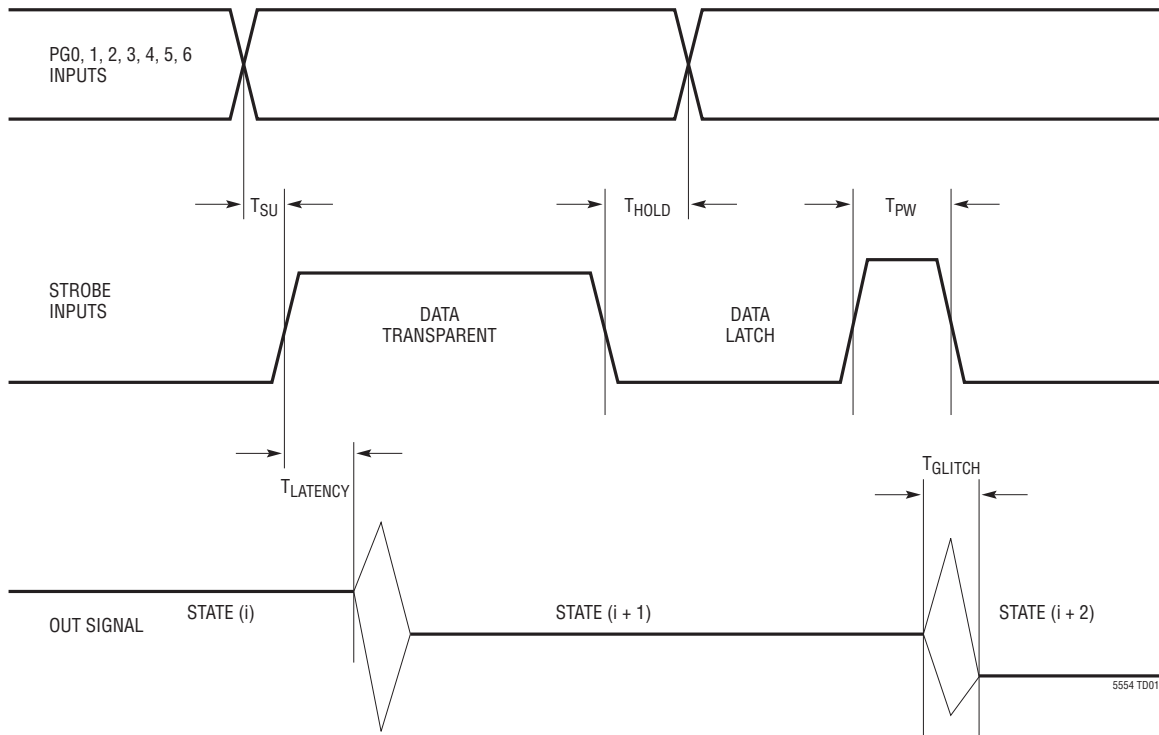 PG0, 1, 2, 3, 4, 5, 6
INPUTS
TSU
THOLD
TPW
STROBE
INPUTS
DATA
TRANSPARENT
DATA
LATCH
TLATENCY
TGLITCH
STATE (i)
STATE (i + 1)
STATE (i + 2)
OUT SIGNAL
5554 TD01